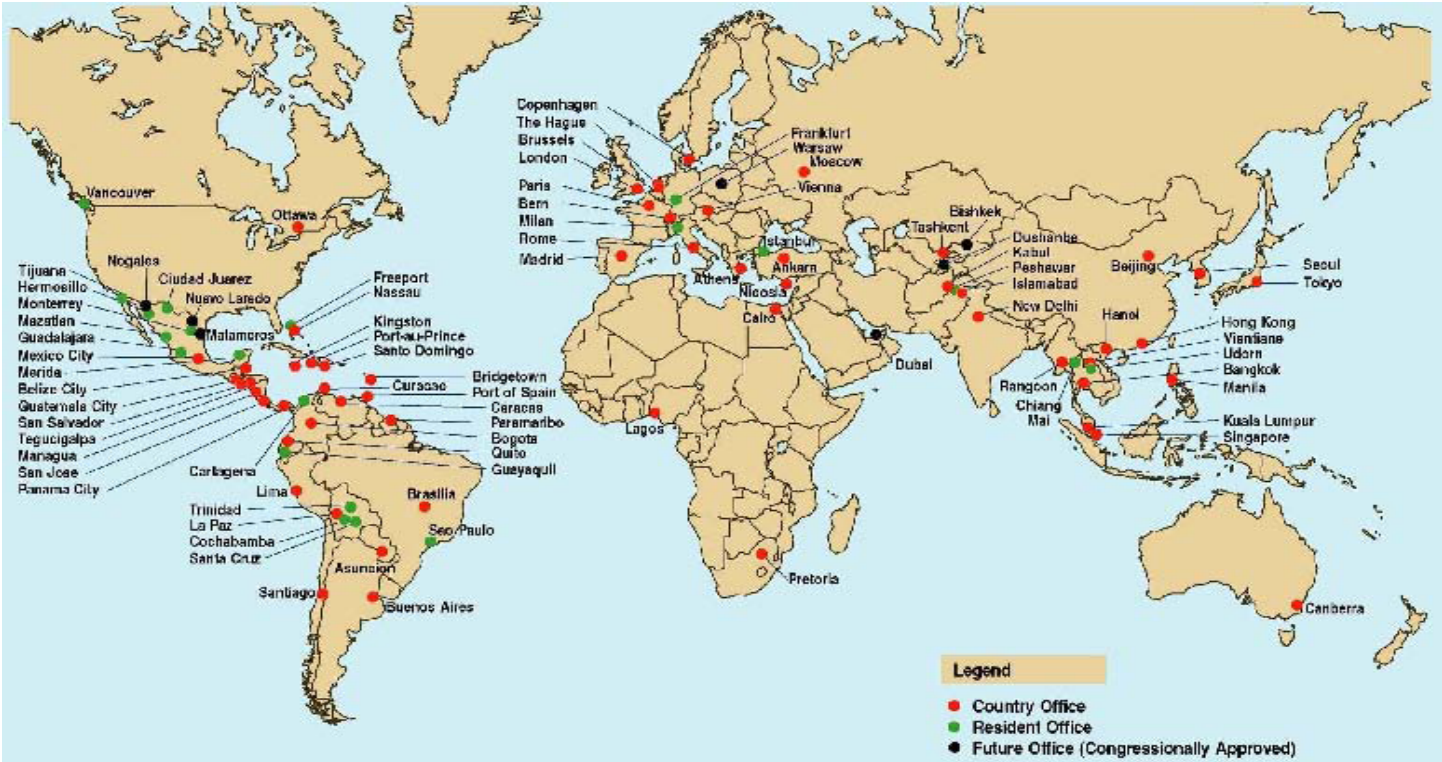 Vancouver
Ottawa
Nogales
Ciudad Juarez
Nuevo Laredo
Matamoros
Tijuana
Hermosillo
Monterrey
Mazatlan
Guadalajara
Mexico City
Merida
Belize City
Guatemala City
San Salvador
Tegucigalpa
Managua
San Jose
Panama City
Freeport
Nassau
Kingston
Port-au-Prince
Santo Domingo
Bridgetown
Port of Spain
Curacao
Caracas
Paramaribo
Bogota
Quito
Guayaquil
Cartagena
Lima
Trinidad
La Paz
Cochabamba
Santa Cruz
Brasilia
Sao Paulo
Asuncion
Santiago
Buenos Aires
Copenhagen
The Hague
Brussels
London
Paris
Bern
Milan
Rome
Madrid
Frankfurt
Warsaw
Moscow
Vienna
Istanbul
Ankara
Athens
Nicosia
Cairo
Lagos
Pretoria
Dubai
Bishkek
Tashkent
Dushanbe
Kabul
Peshawar
Islamabad
New Delhi
Beijing
Seoul
Tokyo
Hanoi
Hong Kong
Vientiane
Udorn
Bangkok
Manila
Rangoon
Chiang
Mai
Kuala Lumpur
Singapore
Canberra
Legend
Country Office
Resident Office
Future Office (Congressionally Approved)